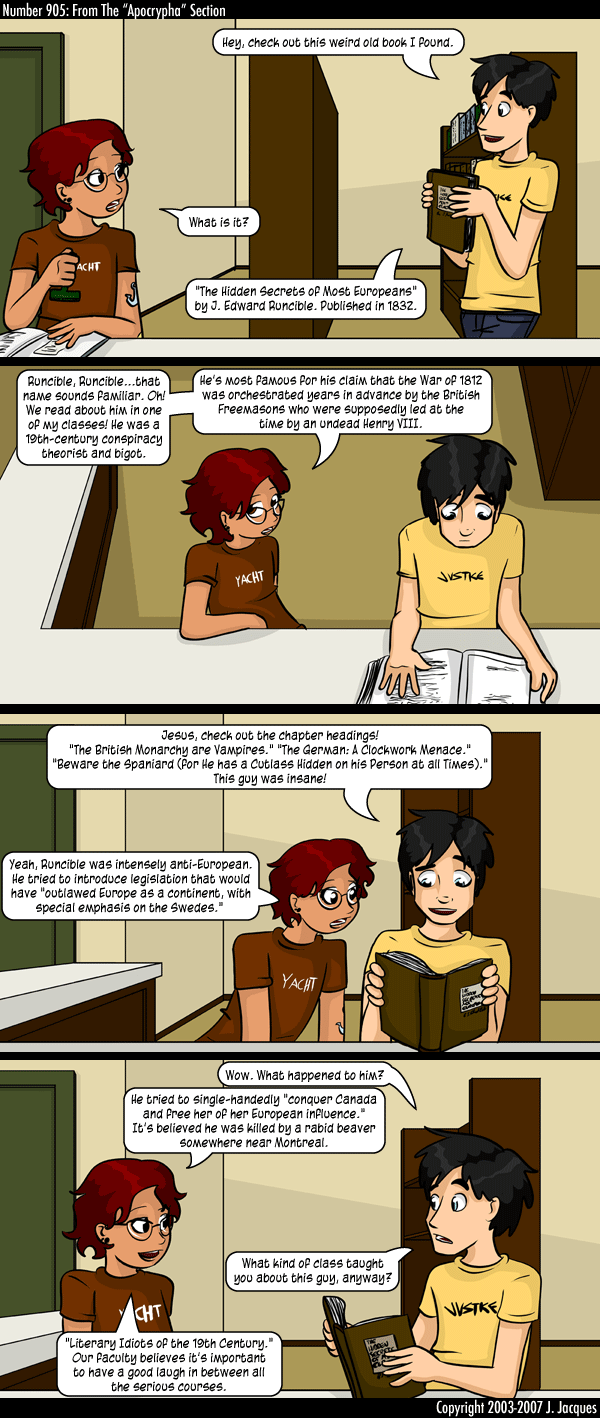 Number 905: From The "Apocrypha" Section
Hey, check out this weird old book I found.
What is it?
YACHT
"The Hidden Secrets of Most Europeans"
by J. Edward Runcible. Published in 1832.
Runcible, Runcible...that
name sounds familiar. Oh!
We read about him in one
of my classes! He was a
19th-century conspiracy
theorist and bigot.
He's most famous for his claim that the War of 1812
was orchestrated years in advance by the British
Freemasons who were supposedly led at the
time by an undead Henry VIII.
YACHT
JVSTKE
Jesus, check out the chapter headings!
"The British Monarchy are Vampires." "The German: A Clockwork Menace."
"Beware the Spaniard (for He has a Cutlass Hidden on his Person at all Times)."
This guy was insane!
Yeah, Runcible was intensely anti-European.
He tried to introduce legislation that would
have "outlawed Europe as a continent, with
special emphasis on the Swedes."
YACHT
Wow. What happened to him?
He tried to single-handedly "conquer Canada
and free her of her European influence."
It's believed he was killed by a rabid beaver
somewhere near Montreal.
What kind of class taught
you about this guy, anyway?
YACHT
JVSTKE
"Literary Idiots of the 19th Century."
Our faculty believes it's important
to have a good laugh in between all
the serious courses.
Copyright 2003-2007 J. Jacques